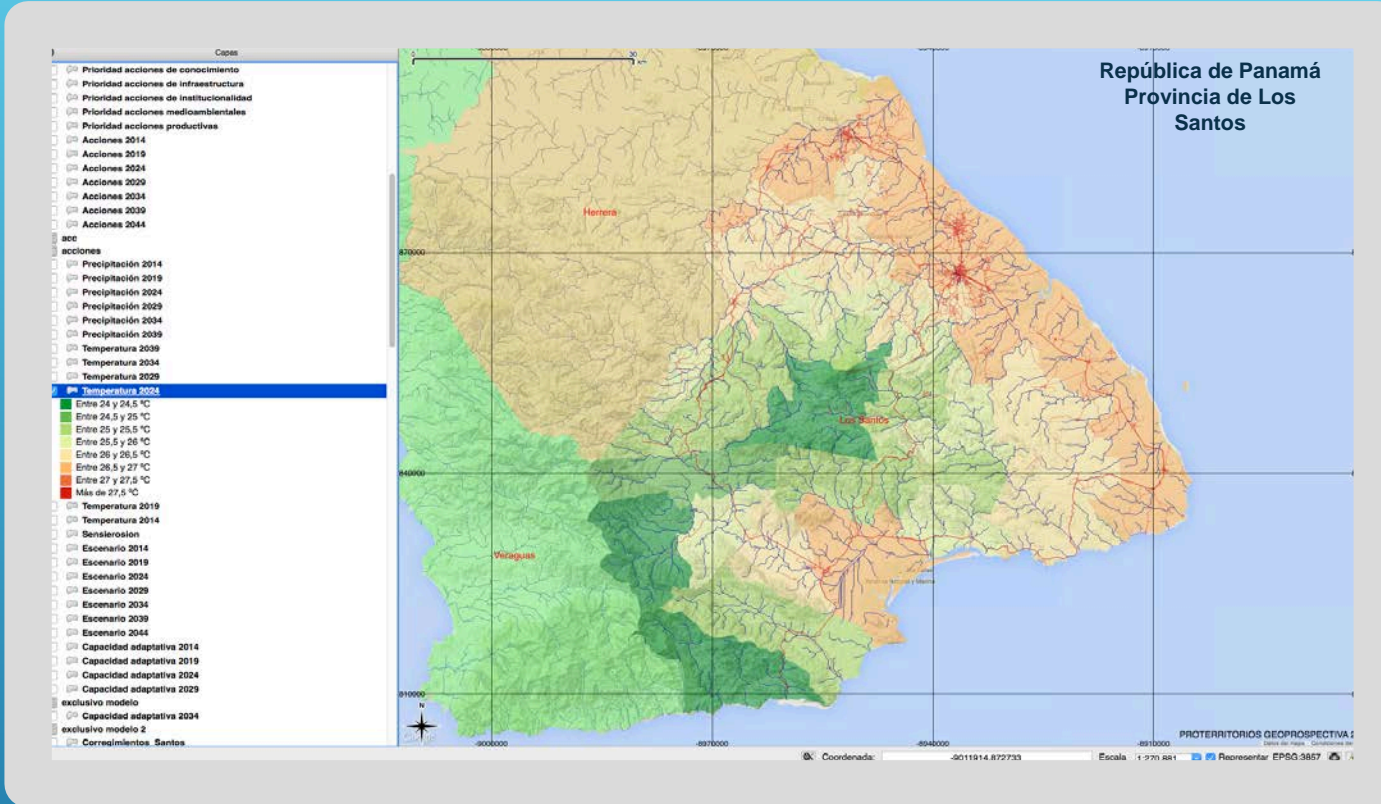 Capas
Prioridad acciones de conocimiento
Prioridad acciones de infraestructura
Prioridad acciones de institucionalidad
Prioridad acciones medioambientales
Prioridad acciones productivas
Acciones 2014
Acciones 2019
Acciones 2024
Acciones 2029
Acciones 2034
Acciones 2039
Acciones 2044
acc
acciones
Precipitación 2014
Precipitación 2019
Precipitación 2024
Precipitación 2029
Precipitación 2034
Precipitación 2039
Temperatura 2039
Temperatura 2034
Temperatura 2029
Temperatura 2024
Entre 24 y 24,5 ºC
Entre 24,5 y 25 ºC
Entre 25 y 25,5 ºC
Entre 25,5 y 26 ºC
Entre 26 y 26,5 ºC
Entre 26,5 y 27 ºC
Entre 27 y 27,5 ºC
Más de 27,5 ºC
Temperatura 2019
Temperatura 2014
Sensierosion
Escenario 2014
Escenario 2019
Escenario 2024
Escenario 2029
Escenario 2034
Escenario 2039
Escenario 2044
Capacidad adaptativa 2014
Capacidad adaptativa 2019
Capacidad adaptativa 2024
Capacidad adaptativa 2029
exclusivo modelo
Capacidad adaptativa 2034
exclusivo modelo 2
Corregimientos_Santos
0
30
km
República de Panamá
Provincia de Los
Santos
Herrera
870000
Los Santos
840000
Veraguas
810000
N
-9000000
-8970000
-8940000
-8910000
PROTERRITORIOS GEOPROSPECTIVA 2
Coordenada:
-9011914,872733
Escala
1:270.881
Representar
EPSG:3857